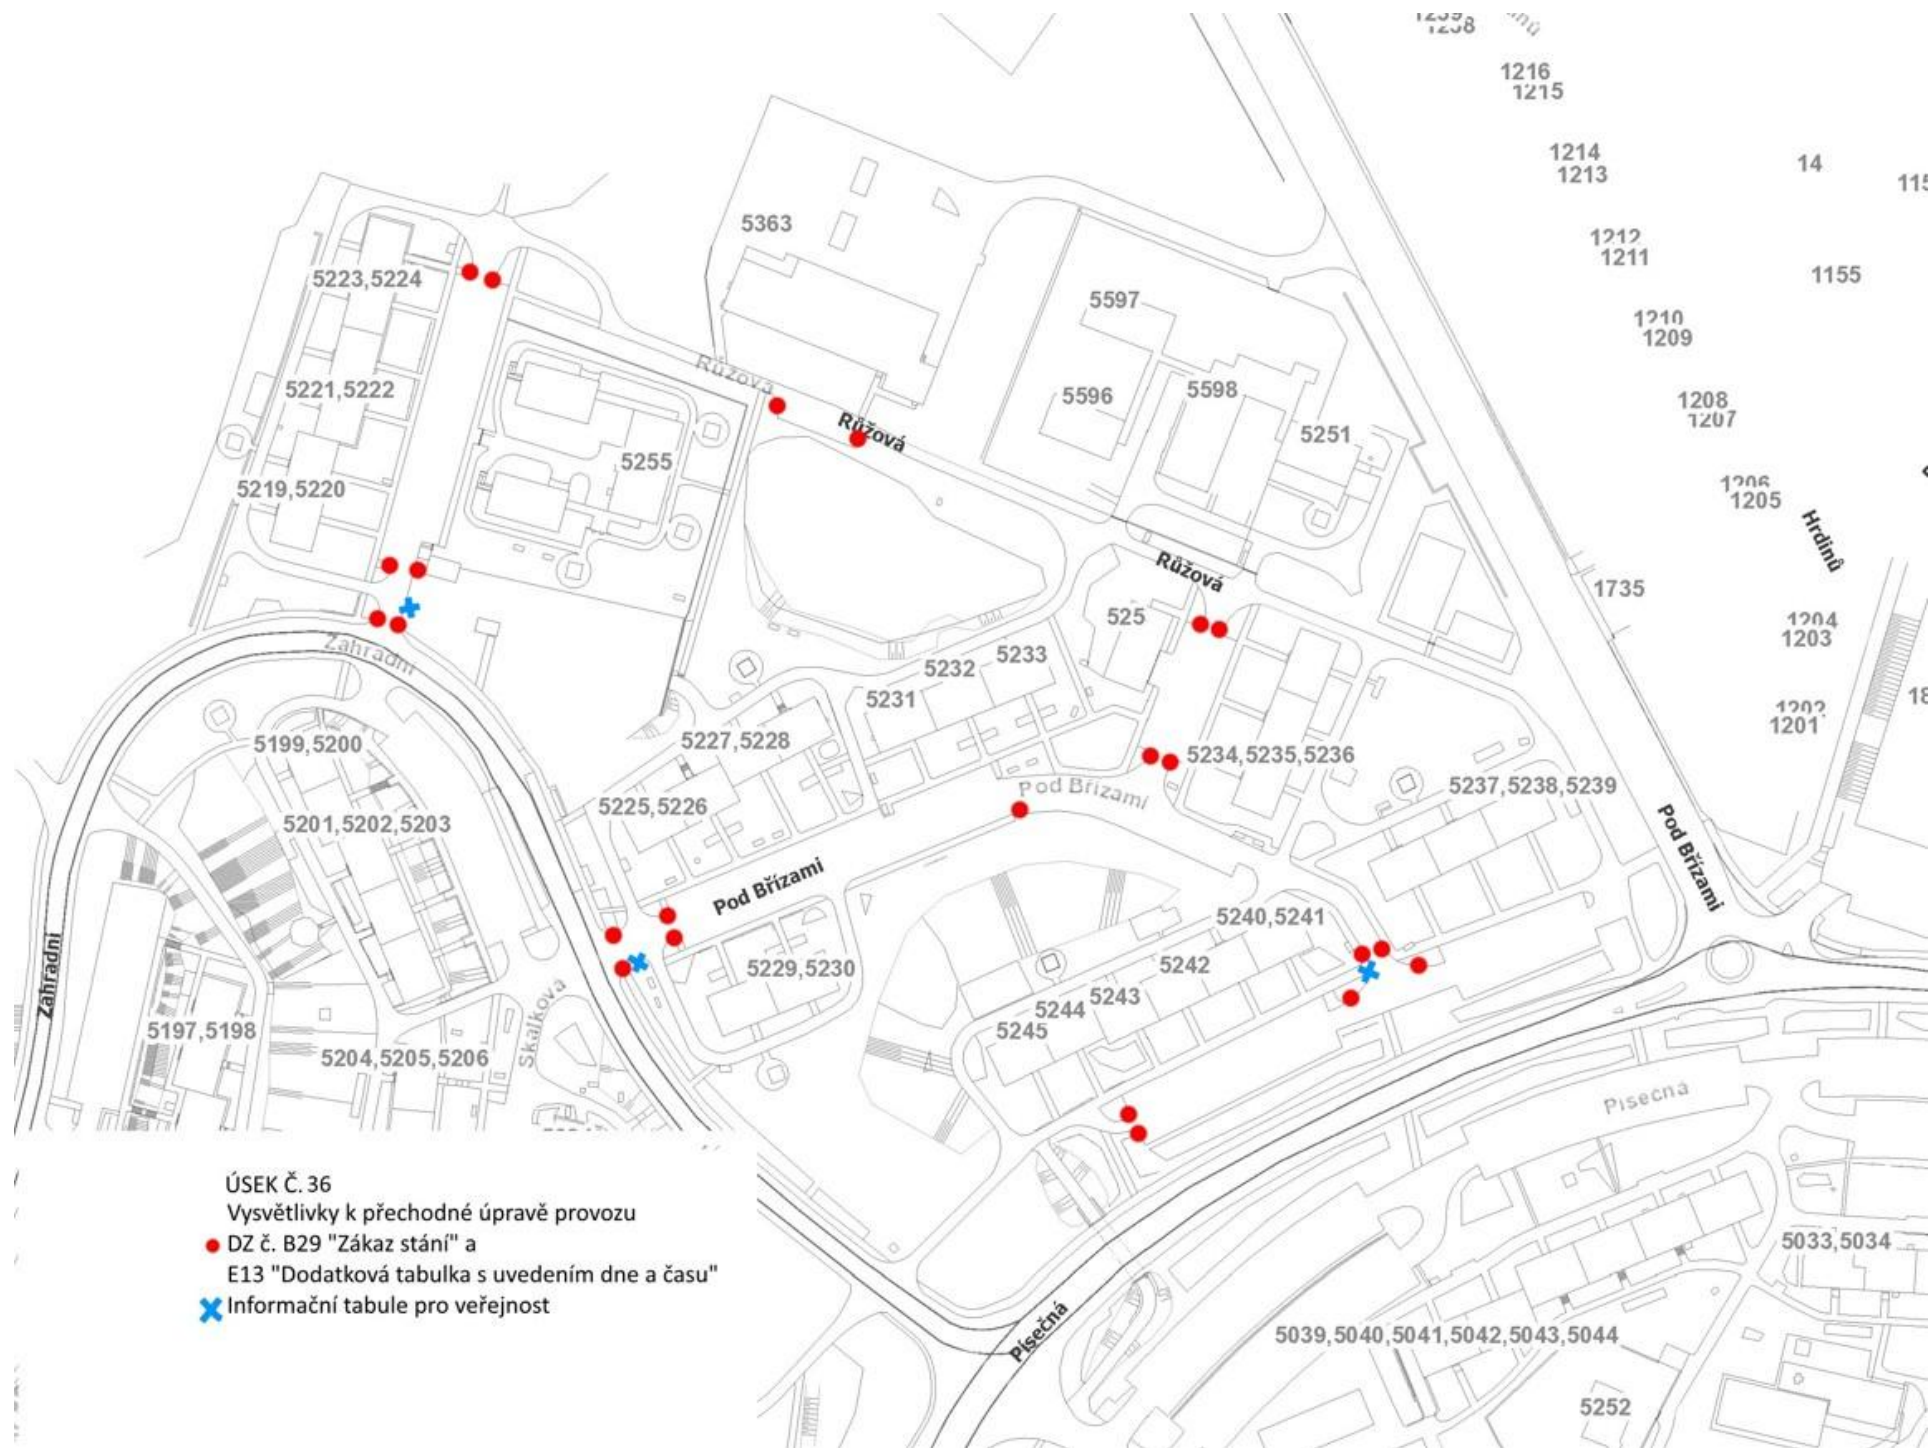 1216
1215
1214
1213
14
1212
1211
1155
1210
1209
1208
1207
1206
1205
Hrdinů
1735
1204
1203
1202
1201
5363
5223,5224
5597
5221,5222
Růžová
5596
5598
Růžová
5251
5255
5219,5220
Růžová
525
Zahradní
5233
5232
5231
5199,5200
5227,5228
5234,5235,5236
Pod Břízami
5237,5238,5239
5225,5226
5201,5202,5203
Pod Břízami
Pod Břízami
5240,5241
5229,5230
5242
Zahradní
5243
5244
5245
Skalkova
5197,5198
5204,5205,5206
Písečná
ÚSEK Č. 36
Vysvětlivky k přechodné úpravě provozu
DZ č. B29 "Zákaz stání" a
E13 "Dodatková tabulka s uvedením dne a času"
Informační tabule pro veřejnost
5033,5034
Písečná
5039,5040,5041,5042,5043,5044
5252